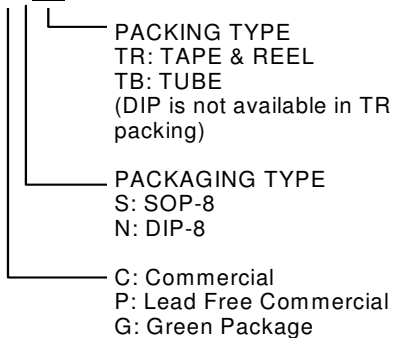 PACKING TYPE
TR: TAPE & REEL
TB: TUBE
(DIP is not available in TR
packing)
PACKAGING TYPE
S: SOP-8
N: DIP-8
C: Commercial
P: Lead Free Commercial
G: Green Package